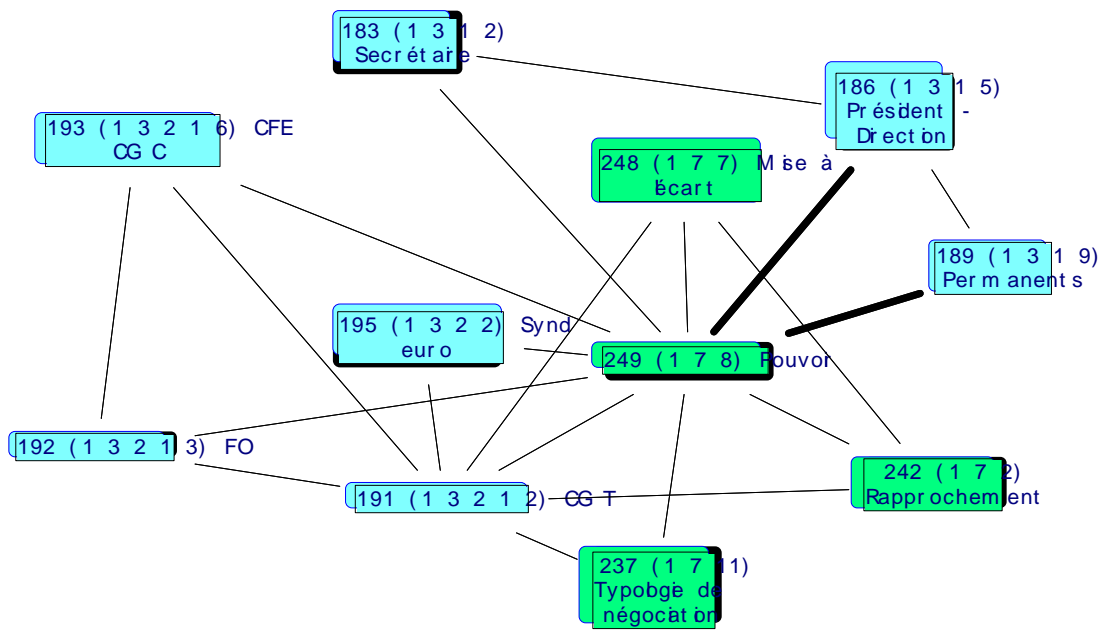 183 (1 3 1 2)
Secrétaire
186 (1 3 1 5)
Président -
Direction
193 (1 3 2 1 6) CFE
CGC
248 (1 7 7) Mise à
l'écart
189 (1 3 1 9)
Permanents
195 (1 3 2 2) Synd
euro
249 (1 7 8) Pouvoir
192 (1 3 2 1 3) FO
191 (1 3 2 1 2) CGT
242 (1 7 2)
Rapprochement
237 (1 7 11)
Typologie de
négociation